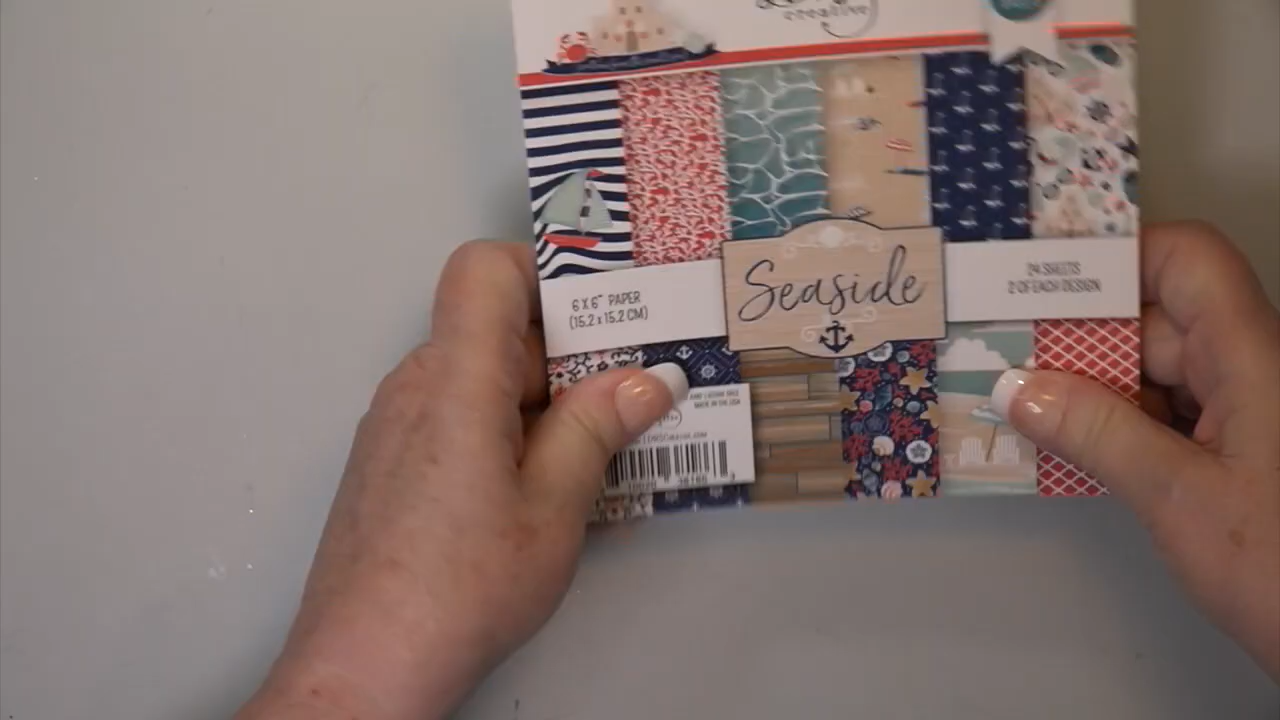 creative
Seaside
6 X 6" PAPER
(15.2 x 15.2 CM)
24 SHEETS
2 OF EACH DESIGN
MADE IN THE USA